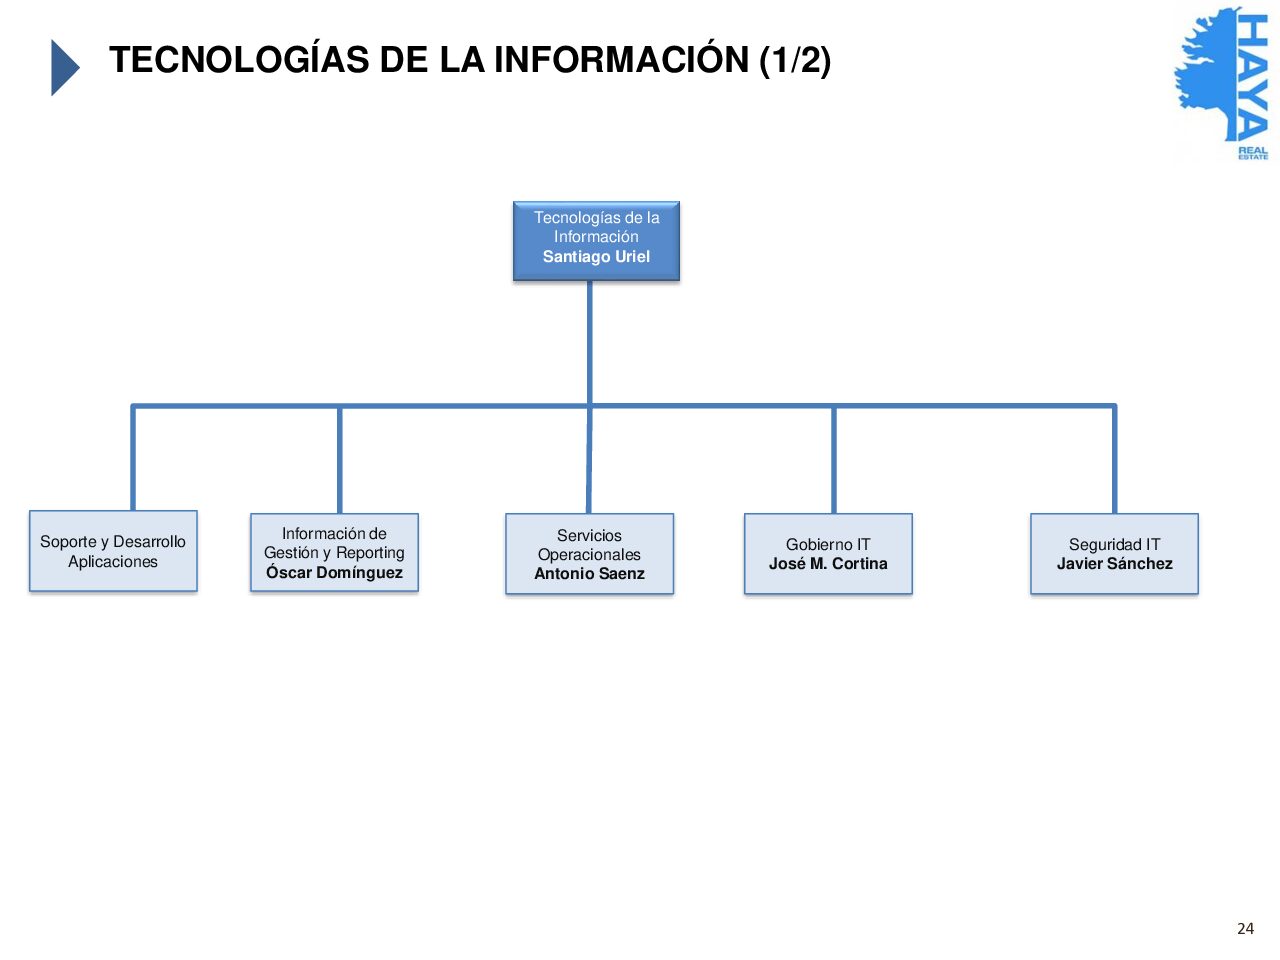 TECNOLOGÍAS DE LA INFORMACIÓN (1/2)
HAYA
REAL
ESTATE
Tecnologías de la
Información
Santiago Uriel
Soporte y Desarrollo
Aplicaciones
Información de
Gestión y Reporting
Óscar Domínguez
Servicios
Operacionales
Antonio Saenz
Gobierno IT
José M. Cortina
Seguridad IT
Javier Sánchez
24